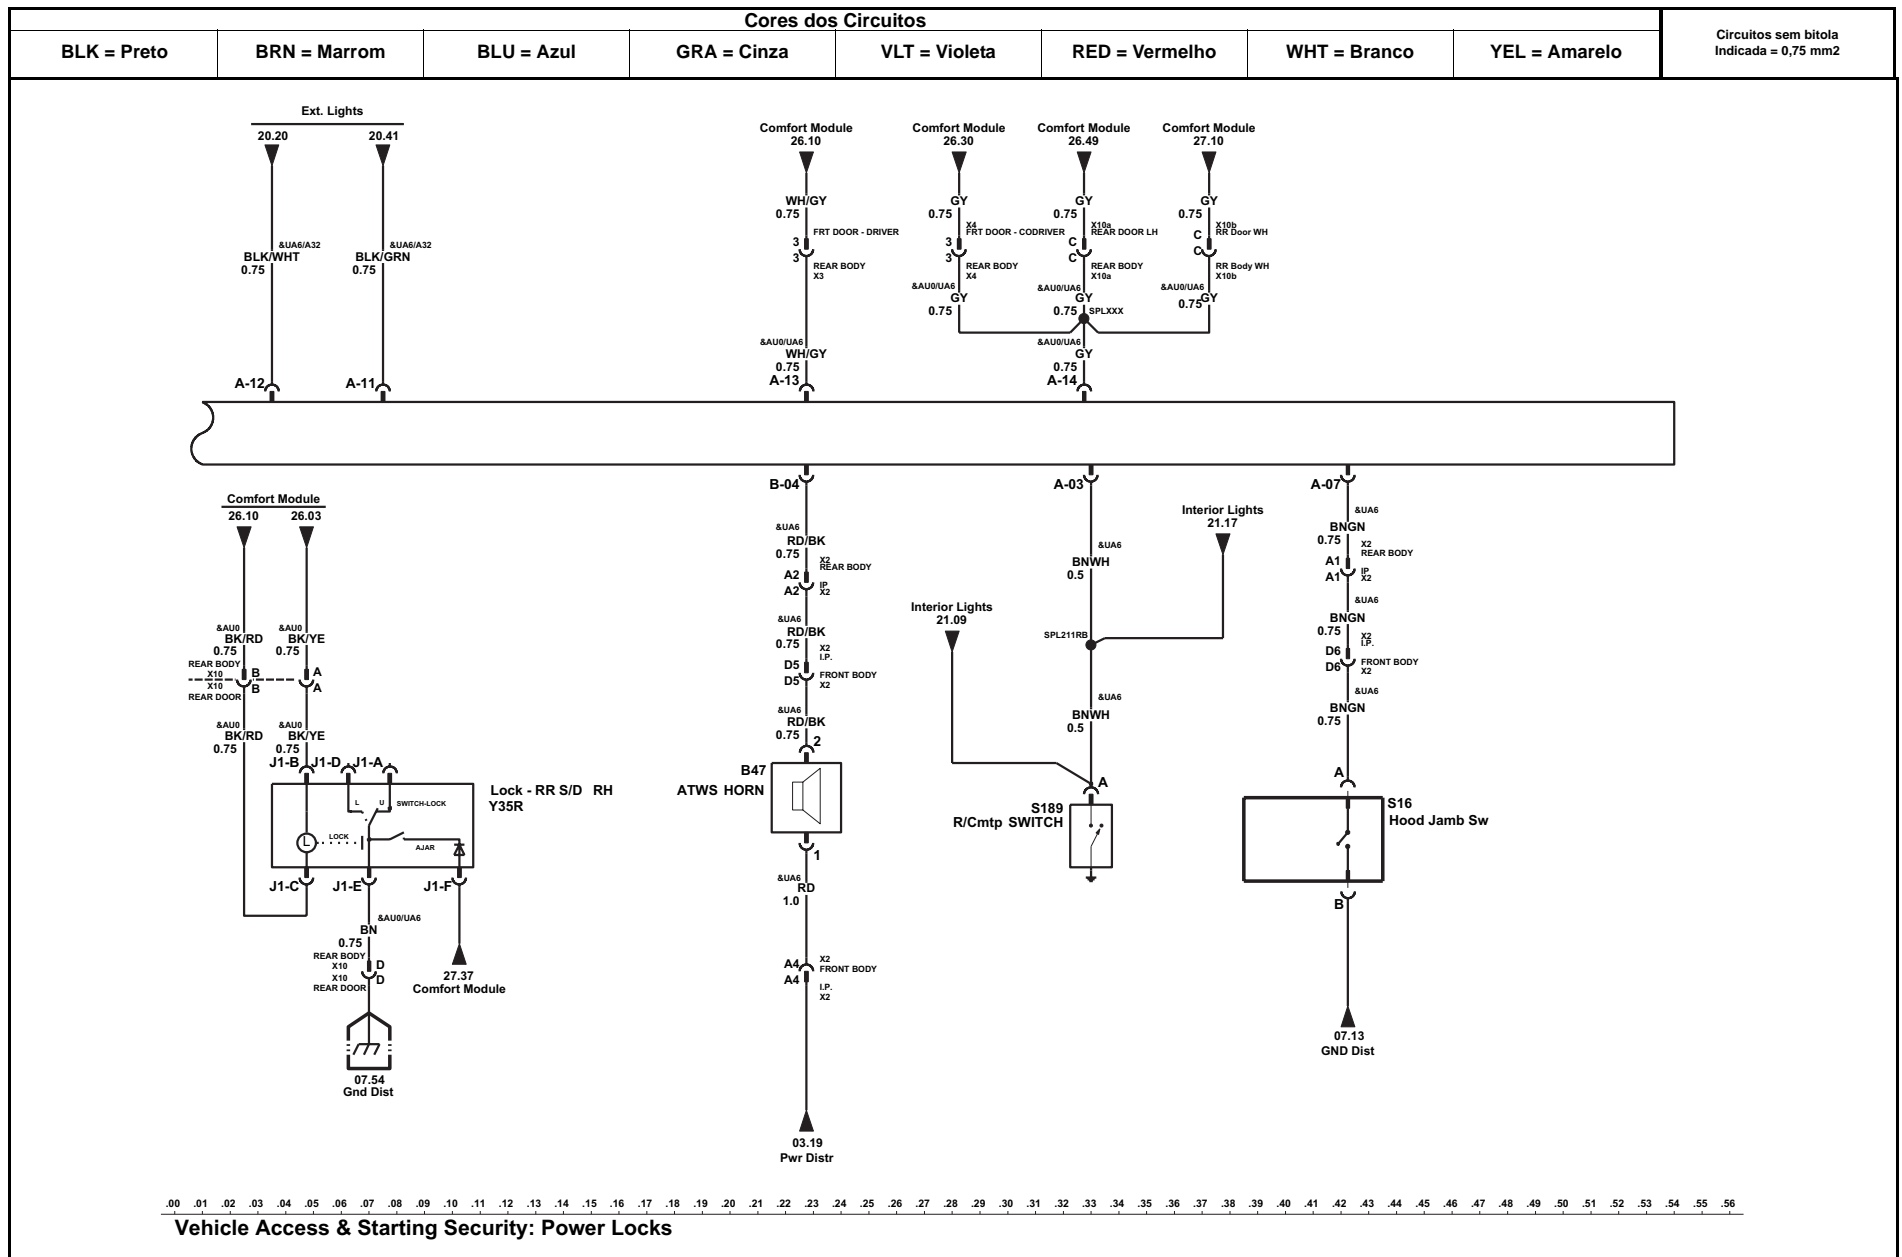 Cores dos Circuitos
BLK = Preto
BRN = Marrom
BLU = Azul
GRA = Cinza
VLT = Violeta
RED = Vermelho
WHT = Branco
YEL = Amarelo
Circuitos sem bitola
Indicada = 0,75 mm2
Ext. Lights
20.20
20.41
&UA6/A32
BLK/WHT
0.75
&UA6/A32
BLK/GRN
0.75
A-12
A-11
Comfort Module
26.10
WH/GY
0.75
3
FRT DOOR - DRIVER
3
REAR BODY
X3
&AU0/UA6
WH/GY
0.75
A-13
Comfort Module
26.30
GY
0.75
X4
3
FRT DOOR - CODRIVER
3
REAR BODY
X4
&AU0/UA6
GY
0.75
Comfort Module
26.49
GY
0.75
X10a
C
REAR DOOR LH
C
REAR BODY
X10a
&AU0/UA6
GY
0.75
SPLXXX
&AU0/UA6
GY
0.75
A-14
Comfort Module
27.10
GY
0.75
X10b
C
RR Door WH
C
RR Body WH
X10b
&AU0/UA6
0.75
GY
Comfort Module
26.10
26.03
&AU0
BK/RD
0.75
&AU0
BK/YE
0.75
REAR BODY
X10
B
A
X10
B
A
REAR DOOR
&AU0
BK/RD
0.75
&AU0
BK/YE
0.75
J1-B
J1-D
J1-A
L
U
SWITCH-LOCK
LOCK
L
AJAR
Lock - RR S/D RH
Y35R
J1-C
J1-E
J1-F
&AU0/UA6
BN
0.75
REAR BODY
X10
D
X10
D
REAR DOOR
07.54
Gnd Dist
27.37
Comfort Module
B-04
&UA6
RD/BK
0.75
X2
REAR BODY
A2
A2
IP
X2
&UA6
RD/BK
0.75
X2
I.P.
D5
D5
FRONT BODY
X2
&UA6
RD/BK
0.75
2
B47
ATWS HORN
1
&UA6
RD
1.0
A4
X2
FRONT BODY
A4
I.P.
X2
03.19
Pwr Distr
A-03
&UA6
BNWH
0.5
Interior Lights
21.17
Interior Lights
21.09
SPL211RB
&UA6
BNWH
0.5
A
S189
R/Cmtp SWITCH
A-07
&UA6
BNGN
0.75
X2
REAR BODY
A1
A1
IP
X2
&UA6
BNGN
0.75
X2
I.P.
D6
D6
FRONT BODY
X2
&UA6
BNGN
0.75
A
S16
Hood Jamb Sw
B
07.13
GND Dist
.00 .01 .02 .03 .04 .05 .06 .07 .08 .09 .10 .11 .12 .13 .14 .15 .16 .17 .18 .19 .20 .21 .22 .23 .24 .25 .26 .27 .28 .29 .30 .31 .32 .33 .34 .35 .36 .37 .38 .39 .40 .41 .42 .43 .44 .45 .46 .47 .48 .49 .50 .51 .52 .53 .54 .55 .56
Vehicle Access & Starting Security: Power Locks